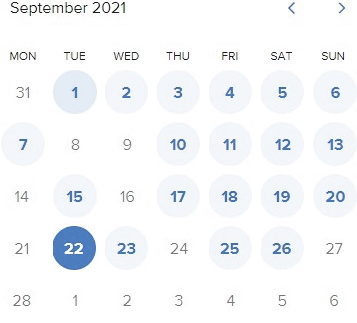 September 2021
MON TUE WED THU FRI SAT SUN
31 1 2 3 4 5 6
7 8 9 10 11 12 13
14 15 16 17 18 19 20
21 22 23 24 25 26 27
28 1 2 3 4 5 6